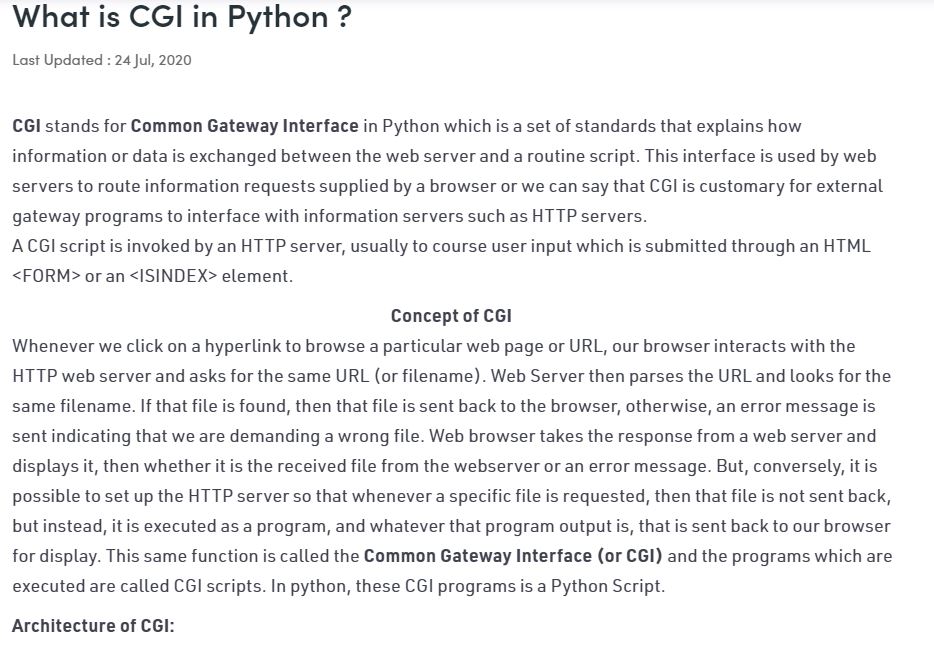 What is CGI in Python ?
Last Updated : 24 Jul, 2020
CGI stands for Common Gateway Interface in Python which is a set of standards that explains how
information or data is exchanged between the web server and a routine script. This interface is used by web
servers to route information requests supplied by a browser or we can say that CGI is customary for external
gateway programs to interface with information servers such as HTTP servers.
A CGI script is invoked by an HTTP server, usually to course user input which is submitted through an HTML
<FORM> or an <ISINDEX> element.
Concept of CGI
Whenever we click on a hyperlink to browse a particular web page or URL, our browser interacts with the
HTTP web server and asks for the same URL (or filename). Web Server then parses the URL and looks for the
same filename. If that file is found, then that file is sent back to the browser, otherwise, an error message is
sent indicating that we are demanding a wrong file. Web browser takes the response from a web server and
displays it, then whether it is the received file from the webserver or an error message. But, conversely, it is
possible to set up the HTTP server so that whenever a specific file is requested, then that file is not sent back,
but instead, it is executed as a program, and whatever that program output is, that is sent back to our browser
for display. This same function is called the Common Gateway Interface (or CGI) and the programs which are
executed are called CGI scripts. In python, these CGI programs is a Python Script.
Architecture of CGI: